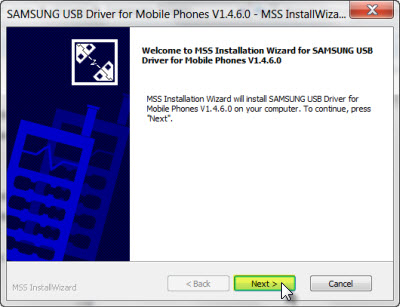 SAMSUNG USB Driver for Mobile Phones V1.4.6.0 - MSS InstallWiza...
Welcome to MSS Installation Wizard for SAMSUNG USB
Driver for Mobile Phones V1.4.6.0
MSS Installation Wizard will install SAMSUNG USB Driver for
Mobile Phones V1.4.6.0 on your computer. To continue, press
"Next".
MSS InstallWizard
< Back
Next >
Cancel